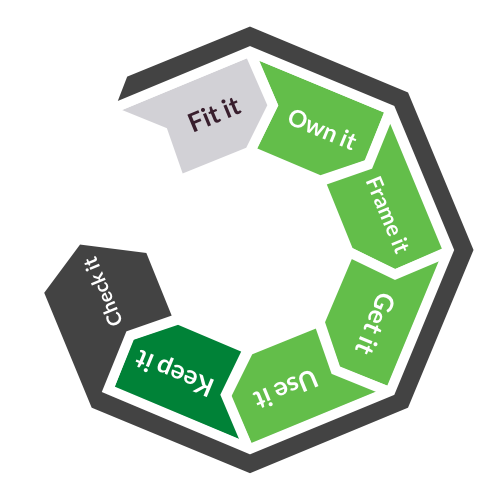 Fit it
Own it
Frame it
Get it
Use it
Keep it
Check it